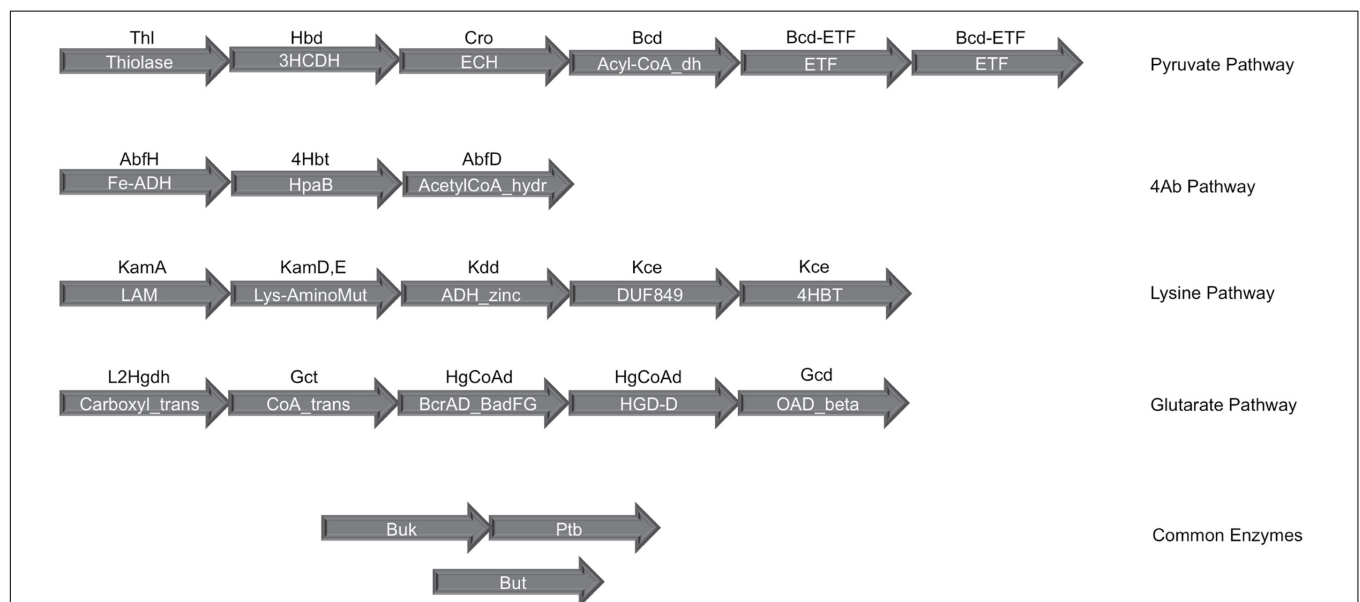 Thl Hbd Cro Bcd Bcd-ETF Bcd-ETF
Thiolase 3HCDH ECH Acyl-CoA_dh ETF ETF Pyruvate Pathway
AbfH 4Hbt AbfD
Fe-ADH HpaB AcetylCoA_hydr 4Ab Pathway
KamA KamD,E Kdd Kce Kce
LAM Lys-AminoMut ADH_zinc DUF849 4HBT Lysine Pathway
L2Hgdh Gct HgCoAd HgCoAd Gcd
Carboxyl_trans CoA_trans BcrAD_BadFG HGD-D OAD_beta Glutarate Pathway
Buk Ptb Common Enzymes
But